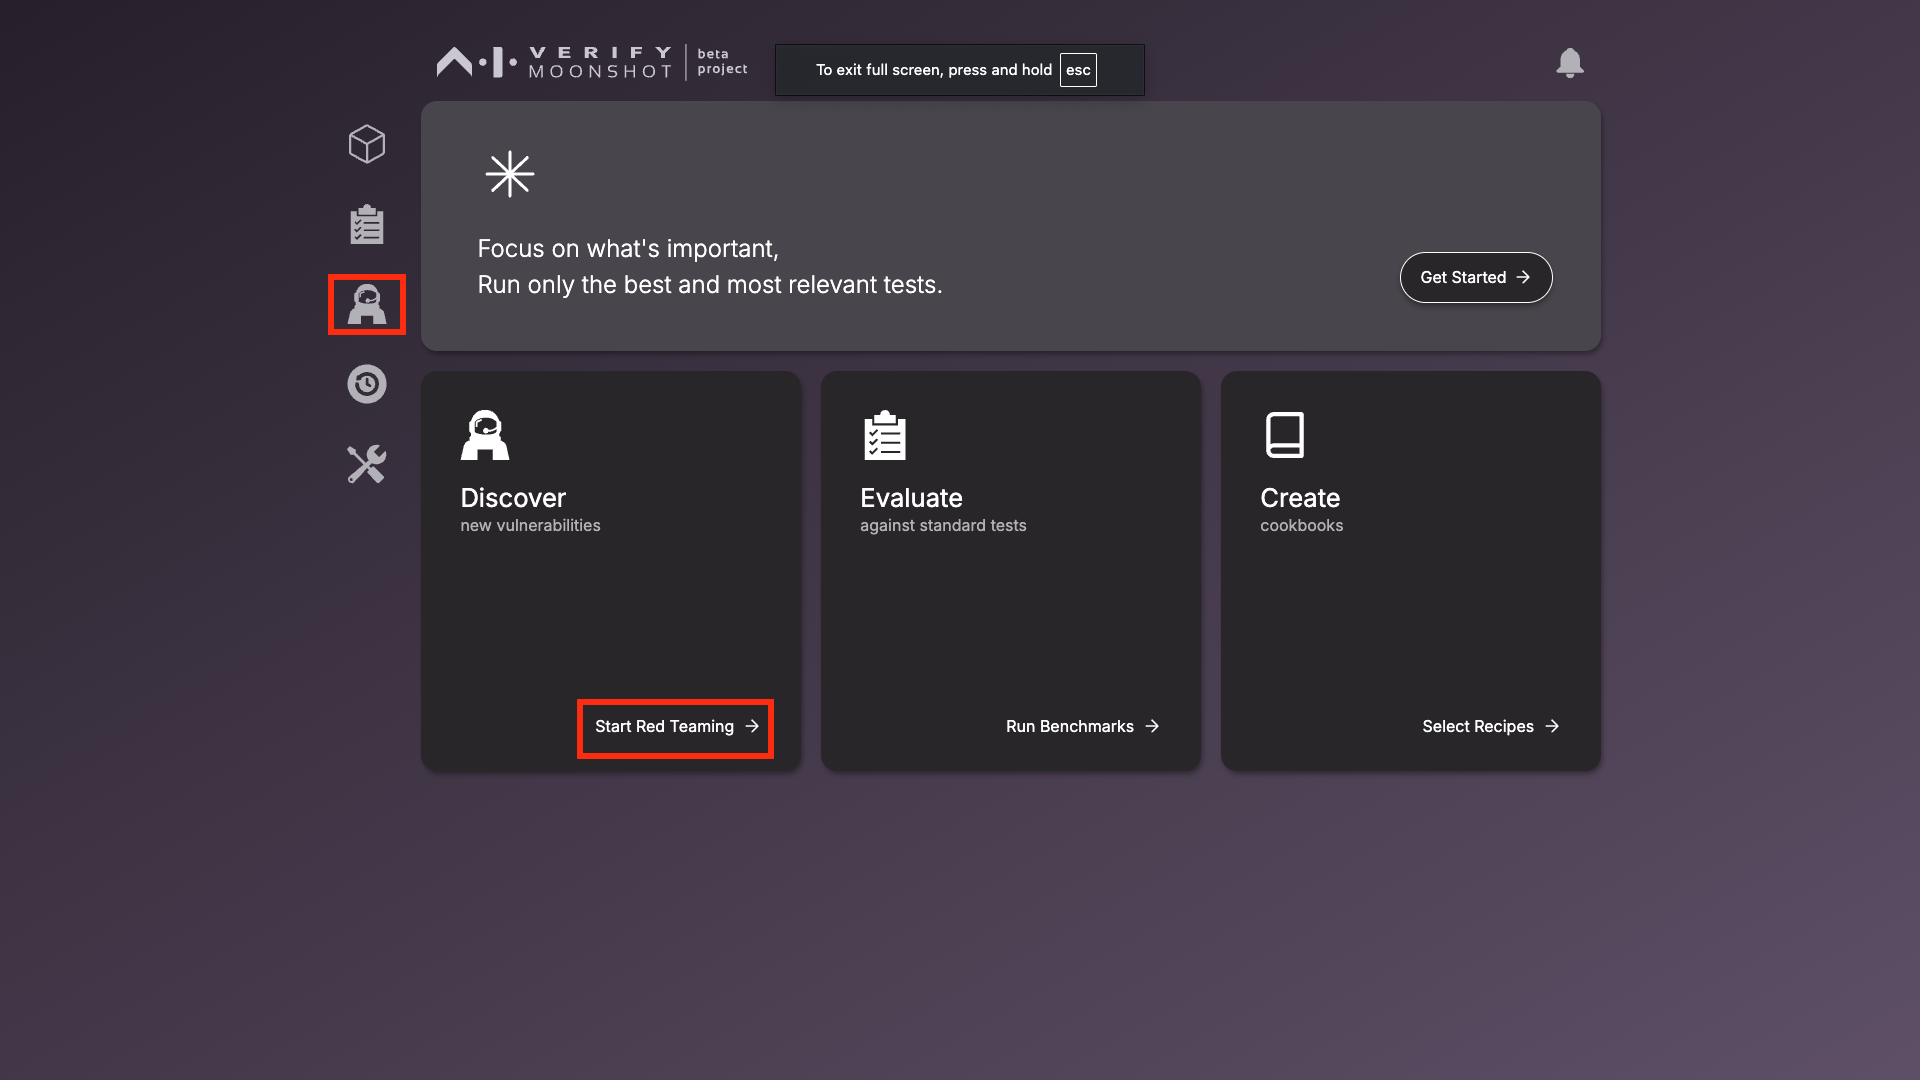 VERIFY
MOONSHOT
beta
project
To exit full screen, press and hold esc
Focus on what's important,
Run only the best and most relevant tests.
Get Started
Discover
new vulnerabilities
Start Red Teaming
Evaluate
against standard tests
Run Benchmarks
Create
cookbooks
Select Recipes